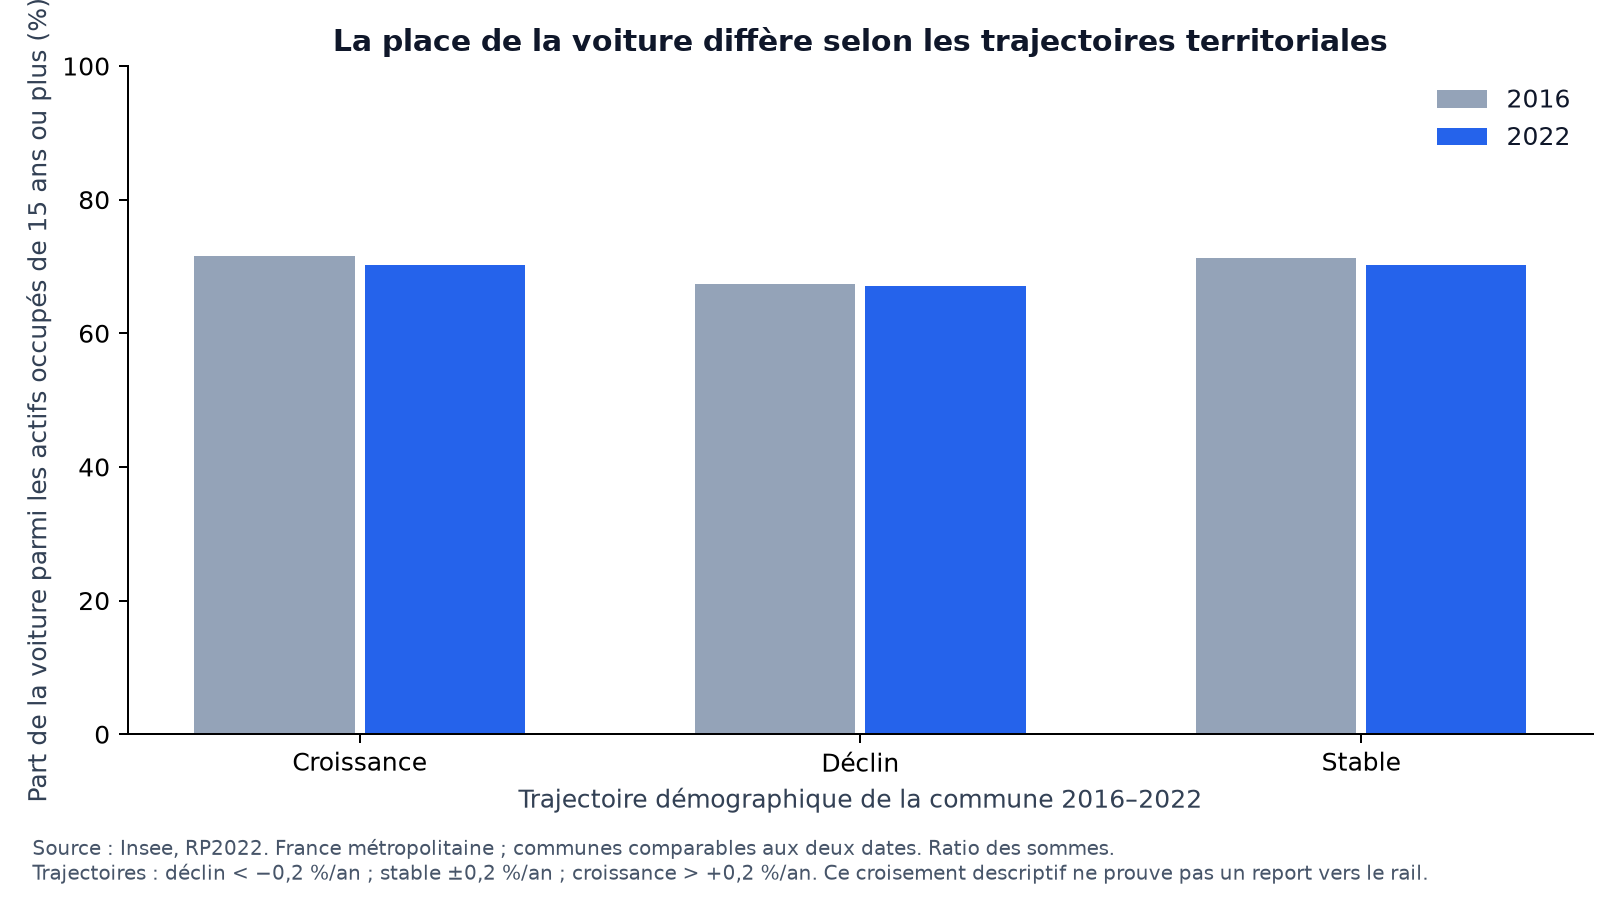 La place de la voiture diffère selon les trajectoires territoriales
Part de la voiture parmi les actifs occupés de 15 ans ou plus (%)
100
80
60
40
20
0
2016
2022
Croissance
Déclin
Stable
Trajectoire démographique de la commune 2016–2022
Source : Insee, RP2022. France métropolitaine ; communes comparables aux deux dates. Ratio des sommes.
Trajectoires : déclin < −0,2 %/an ; stable ±0,2 %/an ; croissance > +0,2 %/an. Ce croisement descriptif ne prouve pas un report vers le rail.